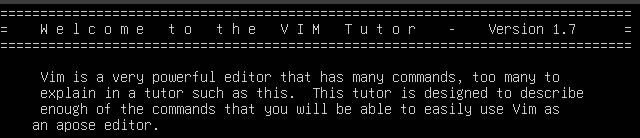 ===============================================================================
=    W e l c o m e   t o   t h e   V I M   T u t o r    -    Version 1.7      =
===============================================================================
Vim is a very powerful editor that has many commands, too many to
explain in a tutor such as this.  This tutor is designed to describe
enough of the commands that you will be able to easily use Vim as
an apose editor.